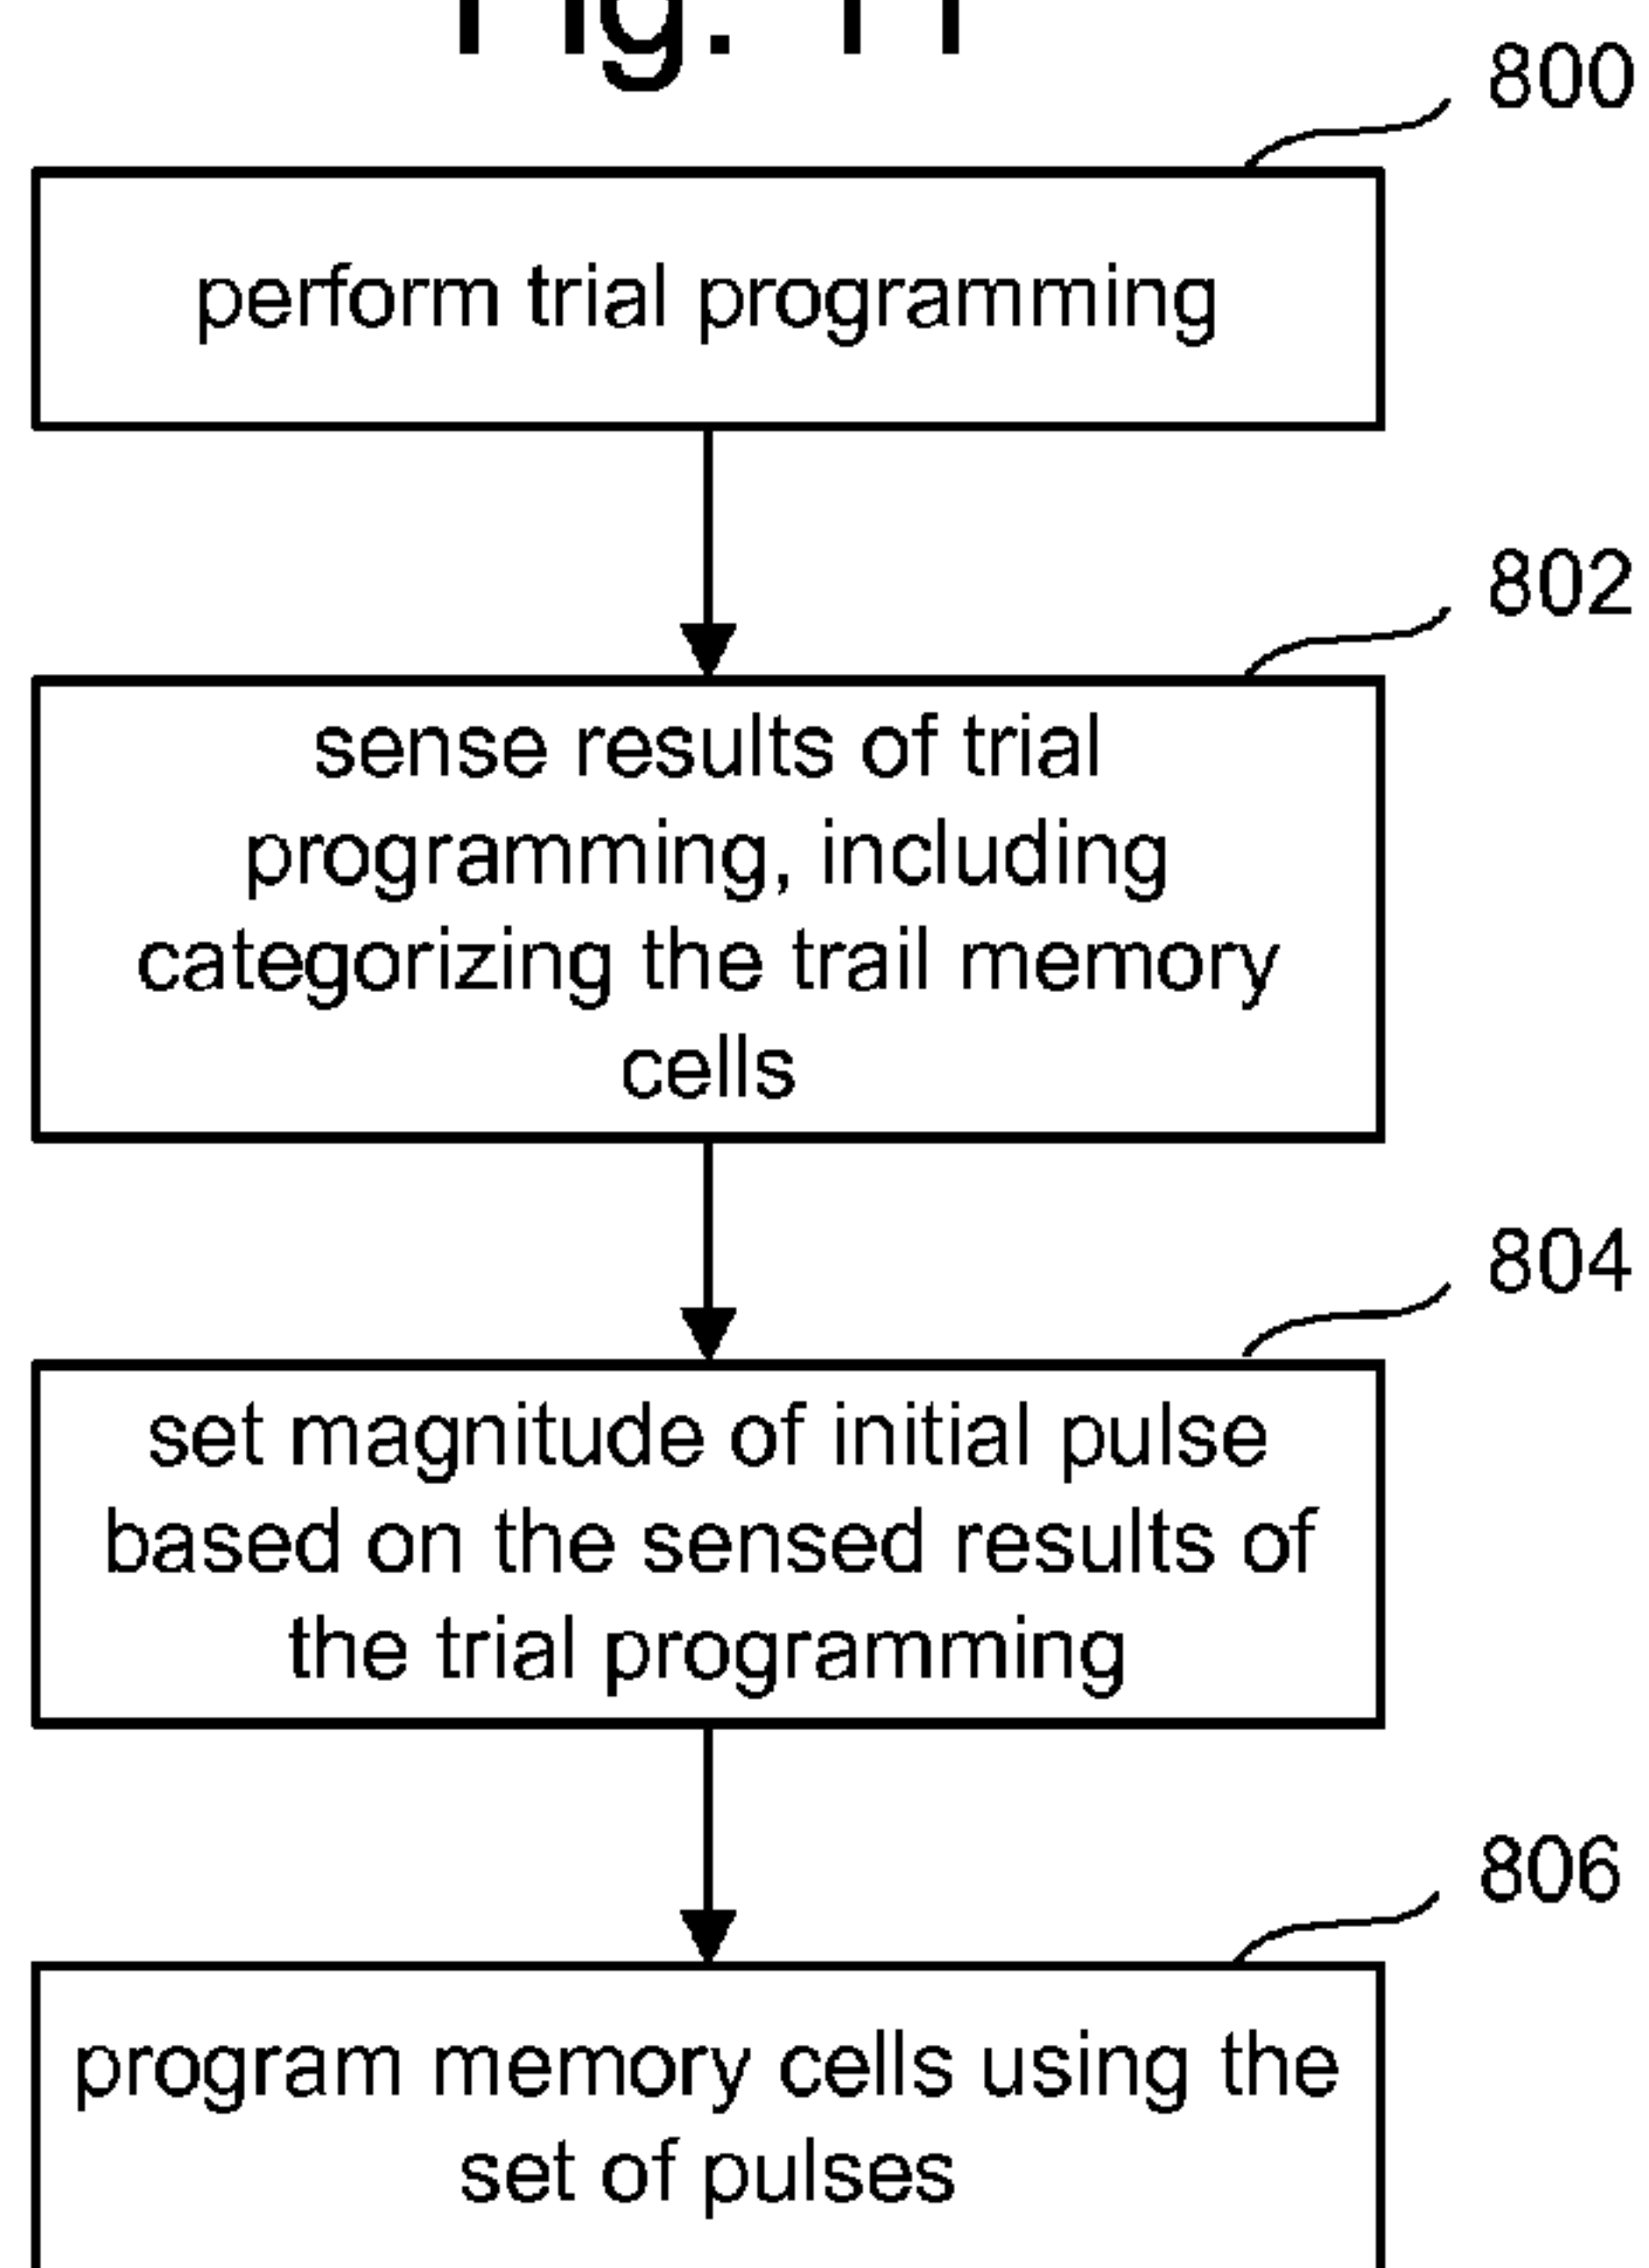 Fig. 11
800
perform trial programming
802
sense results of trial
programming, including
categorizing the trail memory
cells
804
set magnitude of initial pulse
based on the sensed results of
the trial programming
806
program memory cells using the
set of pulses